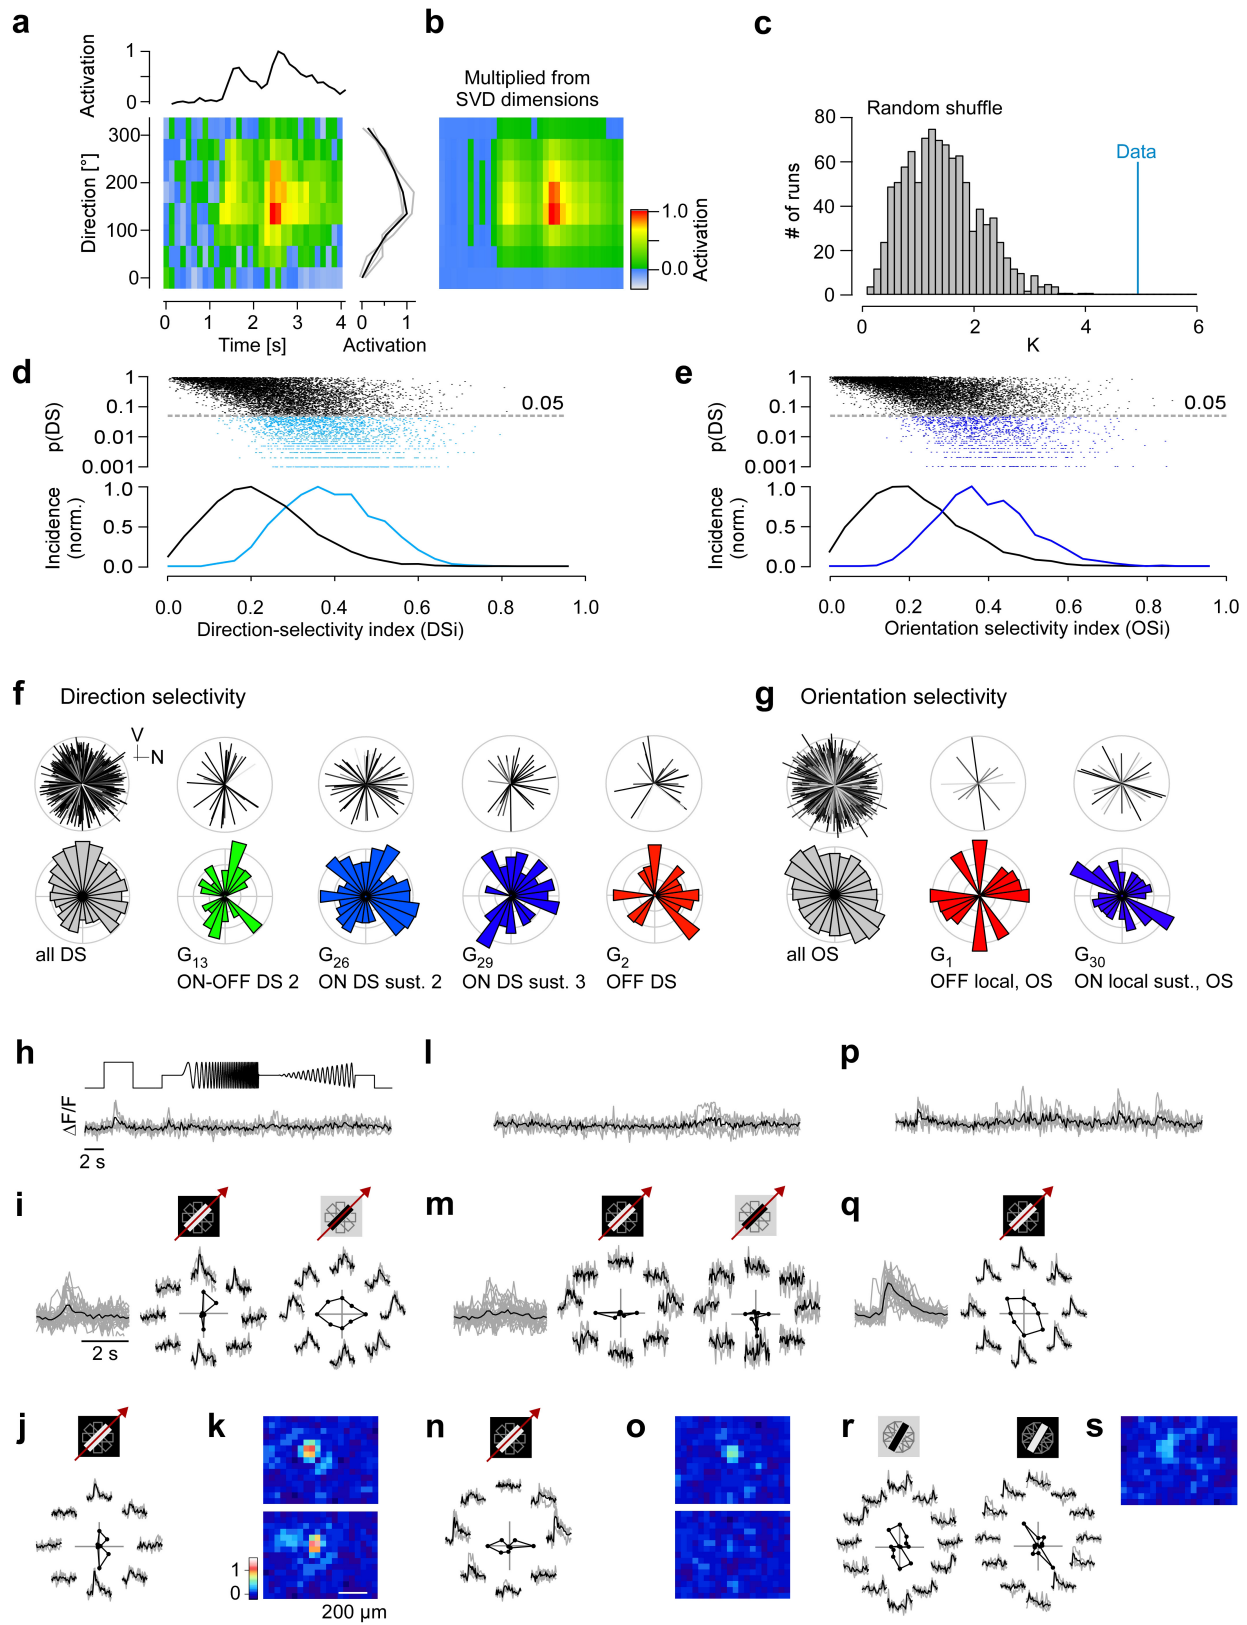 a
Activation
1
0
Direction [°]
300
200
100
0
0 1 2 3 4
Time [s]
0 1
Activation
b
Multiplied from
SVD dimensions
1.0
0.0
Activation
c
Random shuffle
Data
# of runs
80
60
40
20
0
0 2 4 6
K
d
p(DS)
1
0.1
0.01
0.001
0.05
Incidence
(norm.)
1.0
0.5
0.0
0.0 0.2 0.4 0.6 0.8 1.0
Direction-selectivity index (DSi)
e
p(DS)
1
0.1
0.01
0.001
0.05
Incidence
(norm.)
1.0
0.5
0.0
0.0 0.2 0.4 0.6 0.8 1.0
Orientation selectivity index (OSi)
f Direction selectivity
V
N
all DS
G13
ON-OFF DS 2
G26
ON DS sust. 2
G29
ON DS sust. 3
G2
OFF DS
g Orientation selectivity
all OS
G1
OFF local, OS
G30
ON local sust., OS
h
ΔF/F
2 s
l
p
i
2 s
m
q
j
k
1
0
200 µm
n
o
r
s